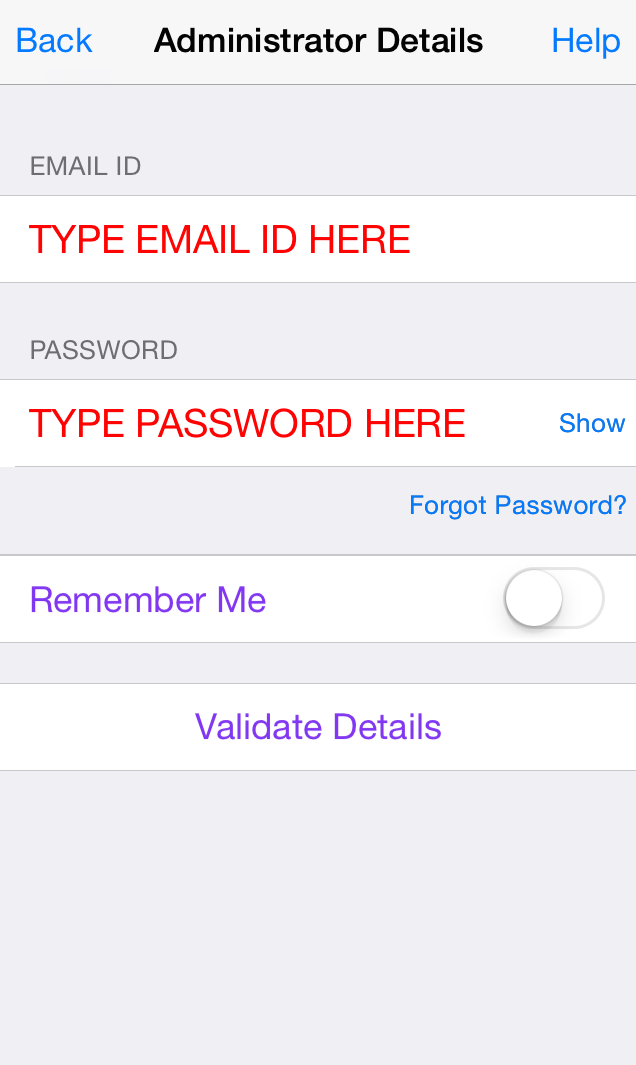 Back Administrator Details Help
EMAIL ID
TYPE EMAIL ID HERE
PASSWORD
TYPE PASSWORD HERE Show
Forgot Password?
Remember Me
Validate Details